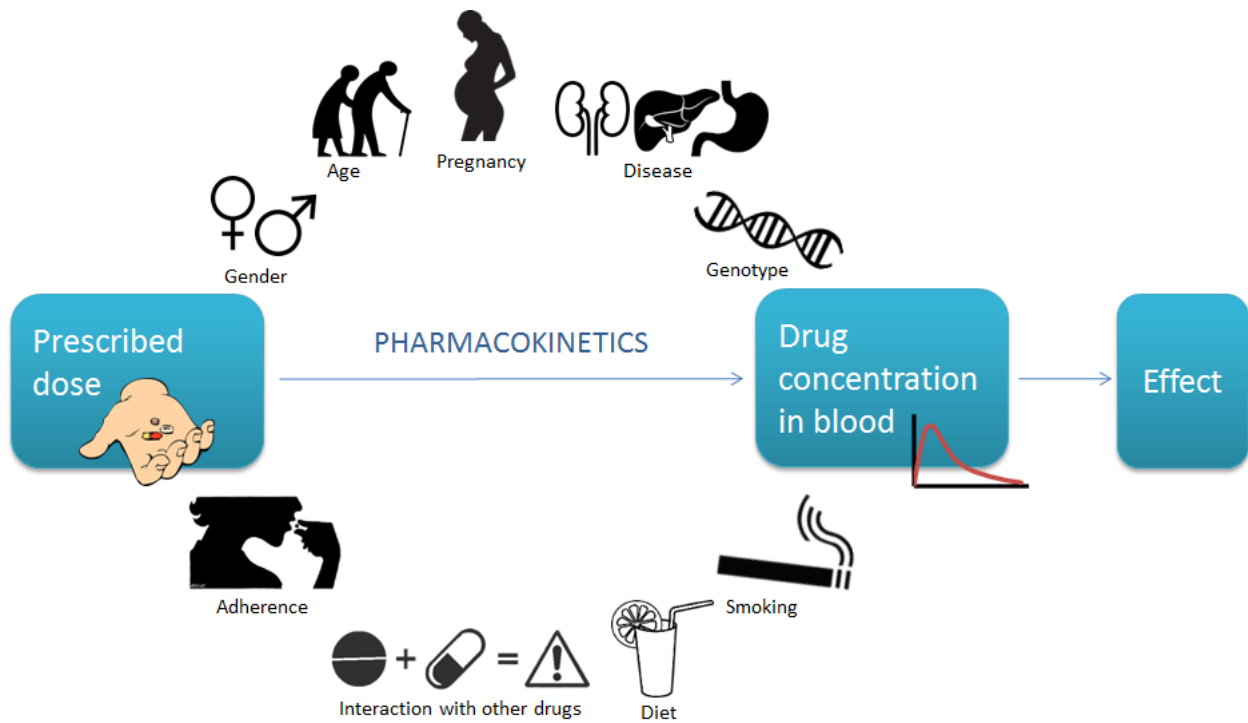 Pregnancy
Age
Disease
Gender
Genotype
Prescribed
dose
PHARMACOKINETICS
Drug
concentration
in blood
Effect
Adherence
Smoking
Interaction with other drugs
Diet